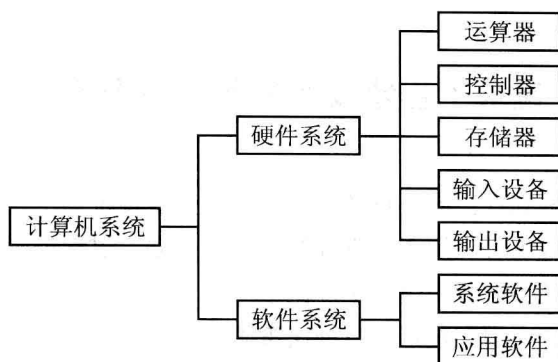 运算器
控制器
硬件系统
存储器
输入设备
计算机系统
输出设备
系统软件
软件系统
应用软件